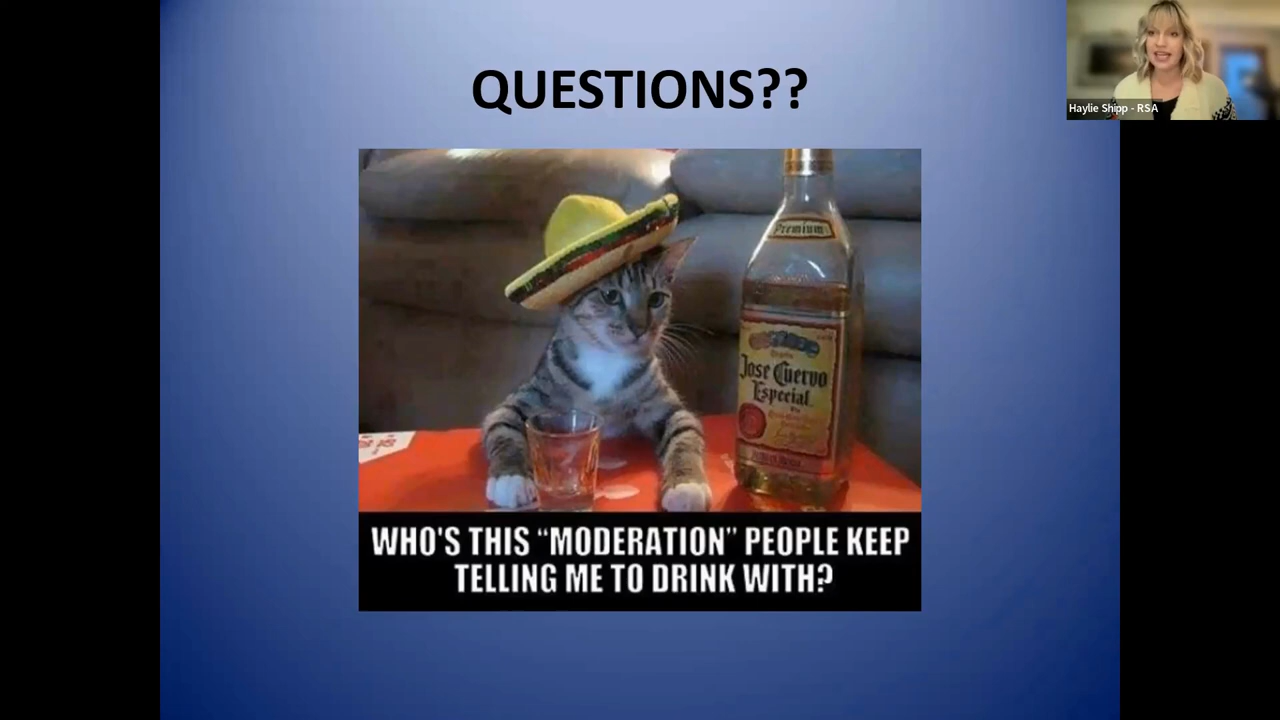 QUESTIONS??
Haylie Shipp - RSA
Premium
Jose Cuervo
Especial
WHO'S THIS “MODERATION” PEOPLE KEEP
TELLING ME TO DRINK WITH?